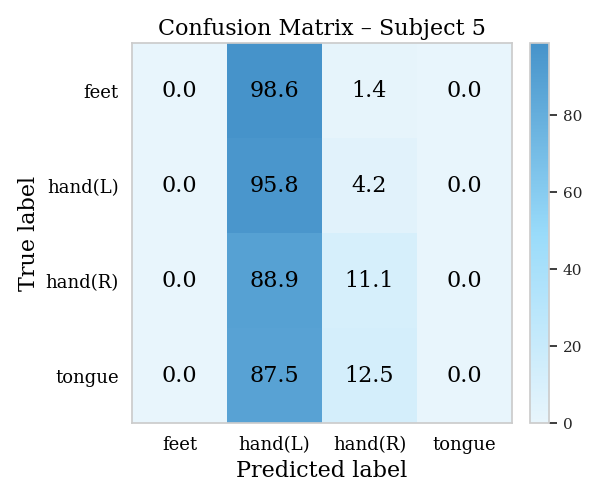 Confusion Matrix – Subject 5
True label
feet 0.0 98.6 1.4 0.0
hand(L) 0.0 95.8 4.2 0.0
hand(R) 0.0 88.9 11.1 0.0
tongue 0.0 87.5 12.5 0.0
feet hand(L) hand(R) tongue
Predicted label
80
60
40
20
0